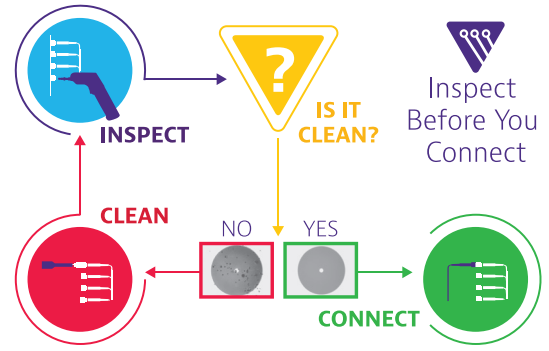 INSPECT
?
IS IT
CLEAN?
Inspect
Before You
Connect
CLEAN
NO
YES
CONNECT